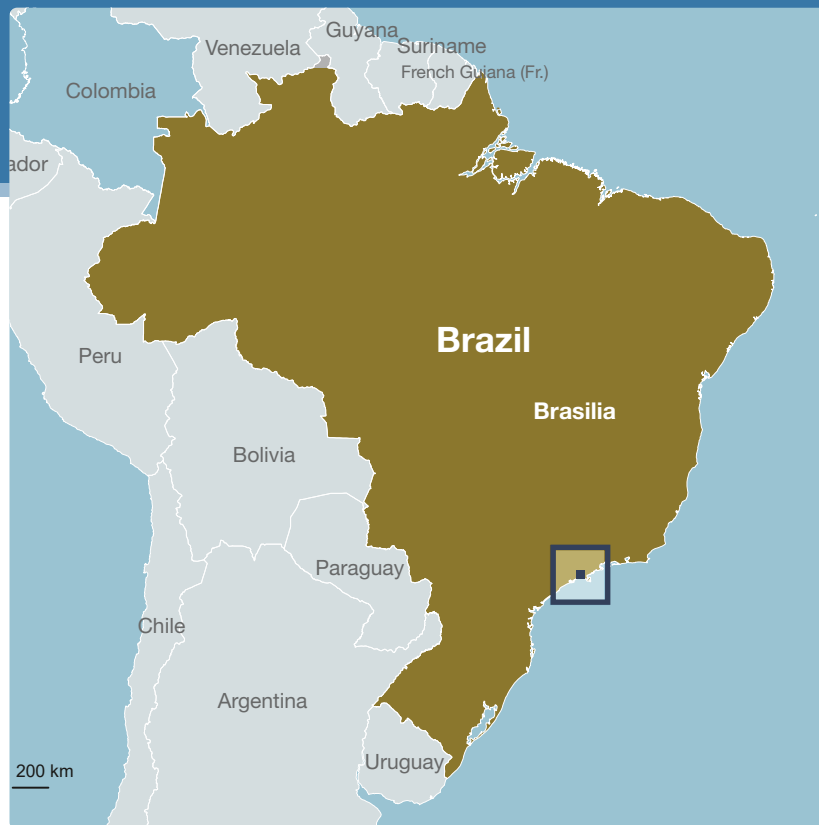 Guyana
Venezuela
Suriname
French Guiana (Fr.)
Colombia
ador
Brazil
Peru
Brasilia
Bolivia
Paraguay
Chile
Argentina
Uruguay
200 km